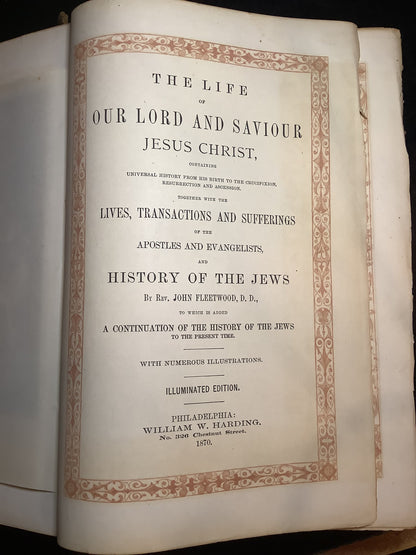 THE LIFE
OF
OUR LORD AND SAVIOUR
JESUS CHRIST,
CONTAINING
UNIVERSAL HISTORY FROM HIS BIRTH TO THE CRUCIFIXION,
RESURRECTION AND ASCENSION.
TOGETHER WITH THE
LIVES, TRANSACTIONS AND SUFFERINGS
OF THE
APOSTLES AND EVANGELISTS,
AND
HISTORY OF THE JEWS
BY REV. JOHN FLEETWOOD, D. D.,
TO WHICH IS ADDED
A CONTINUATION OF THE HISTORY OF THE JEWS
TO THE PRESENT TIME.
WITH NUMEROUS ILLUSTRATIONS.
ILLUMINATED EDITION.
PHILADELPHIA:
WILLIAM W. HARDING.
No. 326 Chestnut Street.
1870.